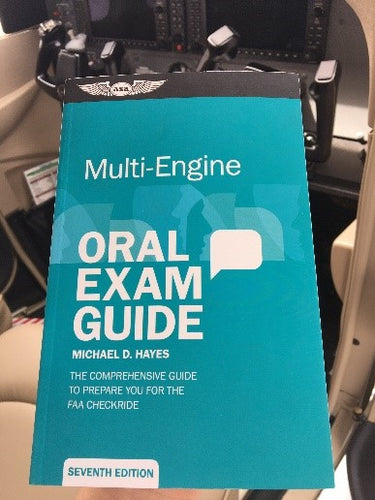 ASA
Multi-Engine
ORAL
EXAM
GUIDE
MICHAEL D. HAYES
THE COMPREHENSIVE GUIDE
TO PREPARE YOU FOR THE
FAA CHECKRIDE
SEVENTH EDITION